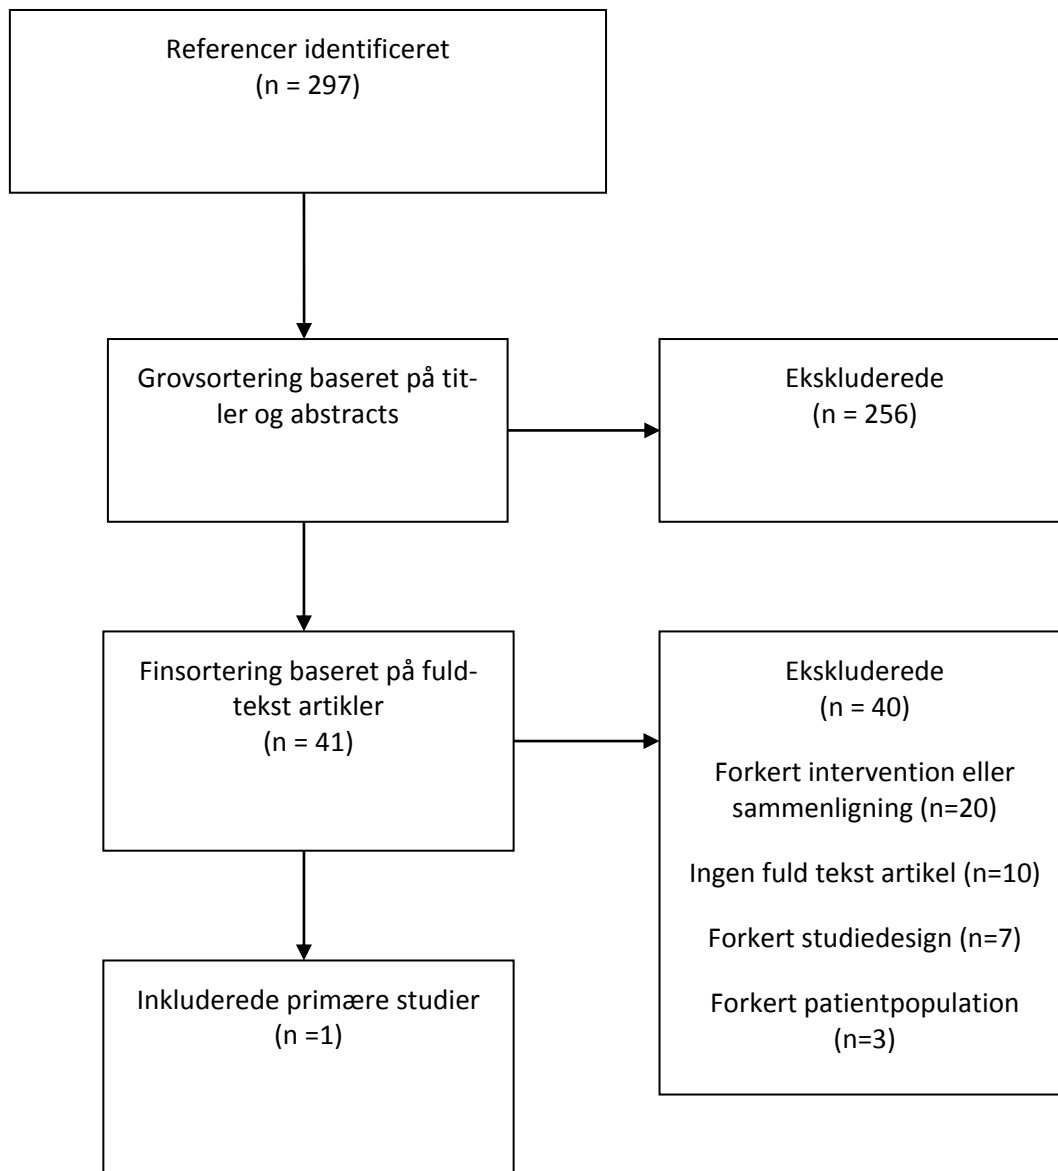 Referencer identificeret
(n = 297)
Grovsortering baseret på tit-
ler og abstracts
Ekskluderede
(n = 256)
Finsortering baseret på fuld-
tekst artikler
(n = 41)
Ekskluderede
(n = 40)
Forkert intervention eller
sammenligning (n=20)
Ingen fuld tekst artikel (n=10)
Forkert studiedesign (n=7)
Forkert patientpopulation
(n=3)
Inkluderede primære studier
(n =1)